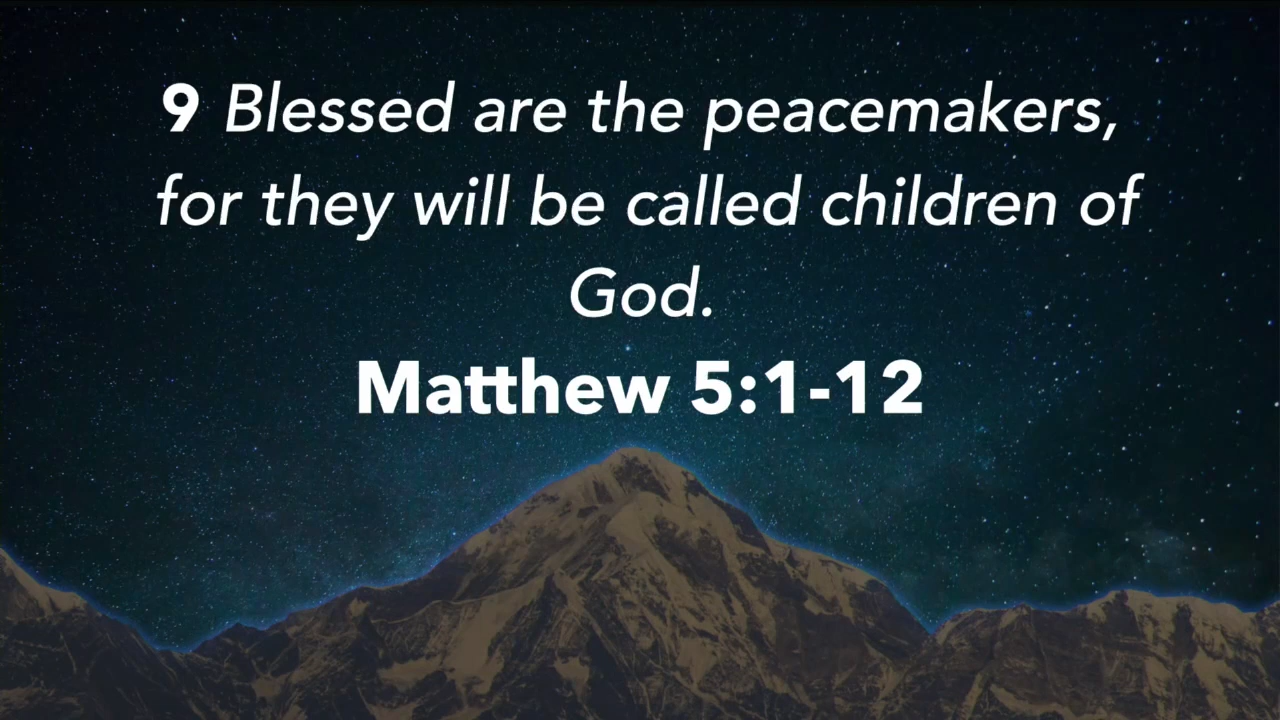 9 Blessed are the peacemakers,
for they will be called children of
God.
Matthew 5:1-12